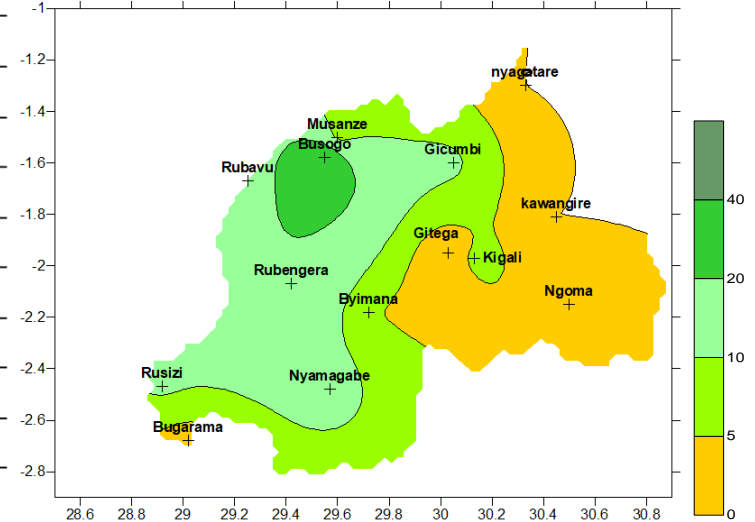 -1
-1.2
nyagatare
-1.4
Musanze
Busogo
Gicumbi
-1.6
Rubavu
40
kawangire
-1.8
Gitega
Kigali
-2
Rubengera
20
Ngoma
Byimana
-2.2
10
Rusizi
Nyamagabe
-2.4
Bugarama
5
-2.6
-2.8
0
28.6 28.8 29 29.2 29.4 29.6 29.8 30 30.2 30.4 30.6 30.8